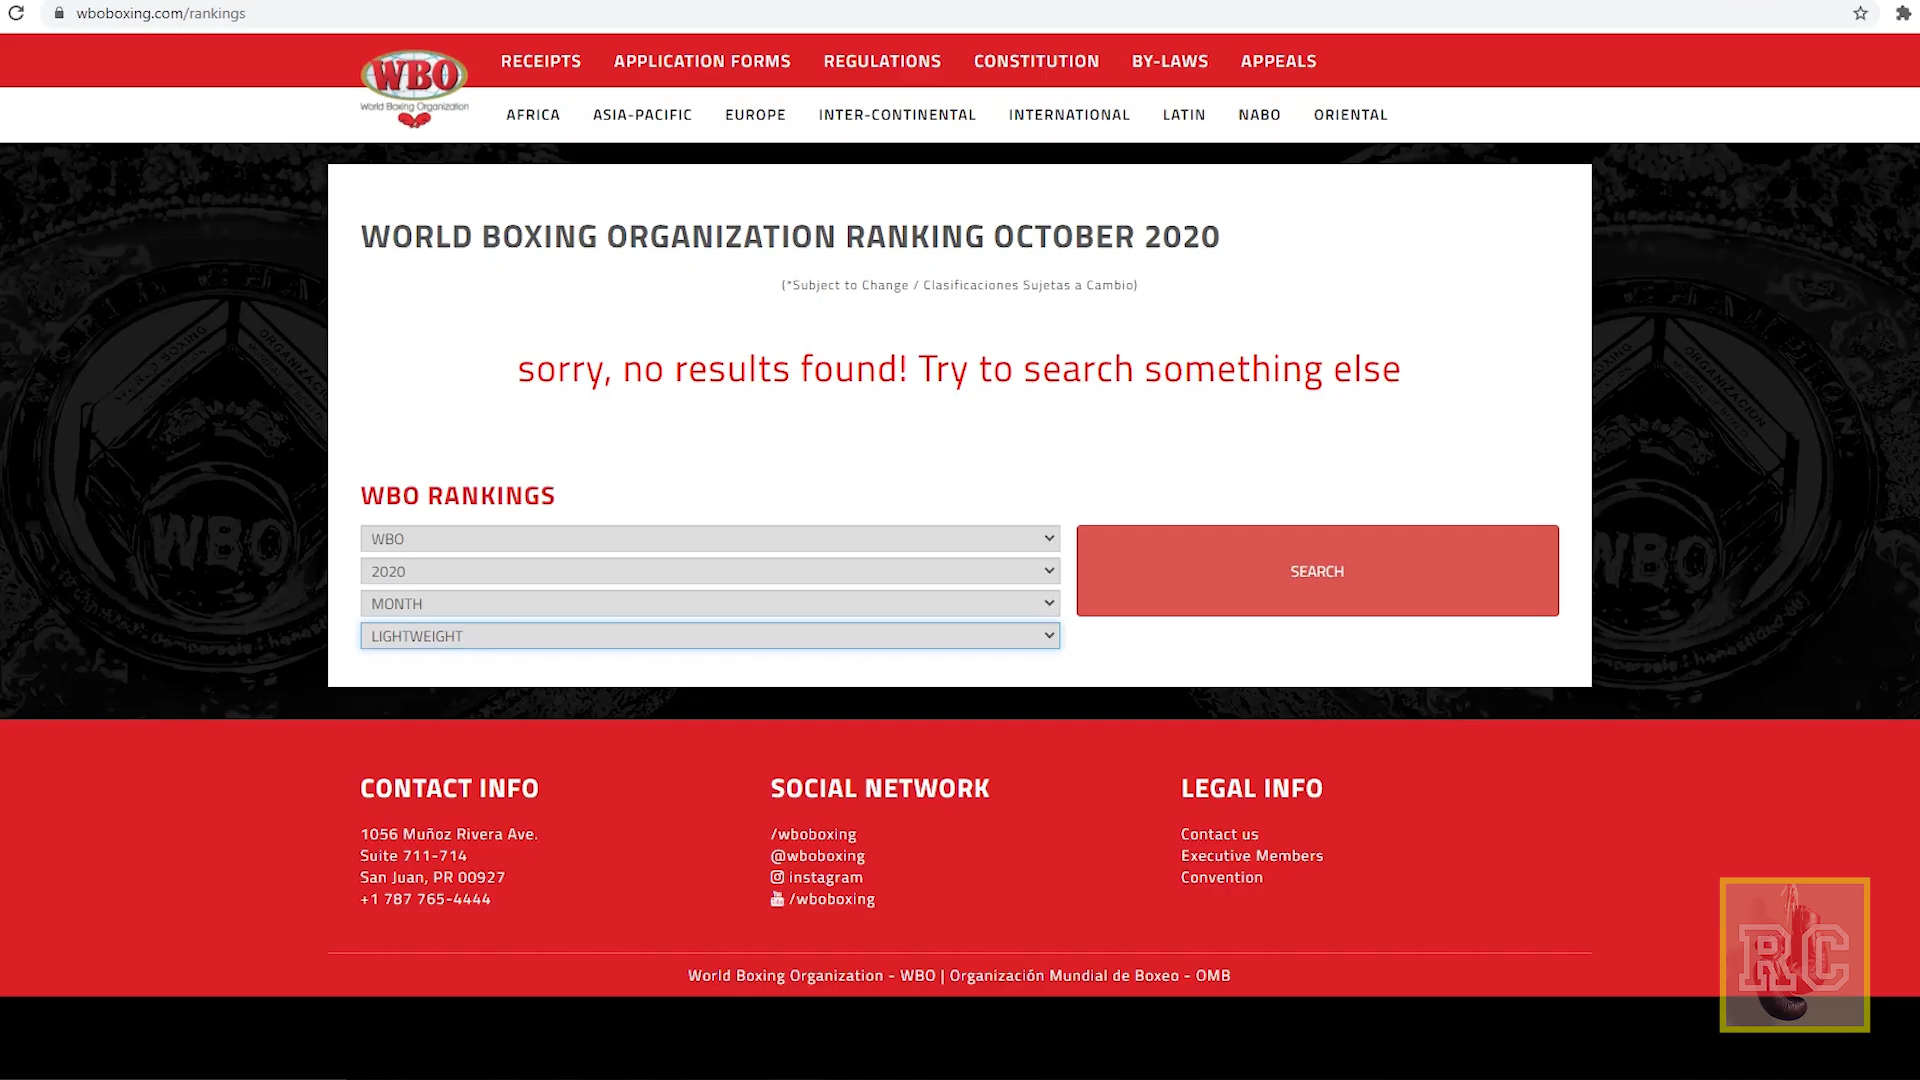 wboboxing.com/rankings
RECEIPTS APPLICATION FORMS REGULATIONS CONSTITUTION BY-LAWS APPEALS
WBO
World Boxing Organization
AFRICA ASIA-PACIFIC EUROPE INTER-CONTINENTAL INTERNATIONAL LATIN NABO ORIENTAL
WORLD BOXING ORGANIZATION RANKING OCTOBER 2020
(*Subject to Change / Clasificaciones Sujetas a Cambio)
sorry, no results found! Try to search something else
WBO RANKINGS
WBO
2020
MONTH
LIGHTWEIGHT
SEARCH
WBO
WBO
CONTACT INFO
1056 Muñoz Rivera Ave.
Suite 711-714
San Juan, PR 00927
+1 787 765-4444
SOCIAL NETWORK
/wboboxing
@wboboxing
instagram
/wboboxing
LEGAL INFO
Contact us
Executive Members
Convention
RC
World Boxing Organization - WBO | Organización Mundial de Boxeo - OMB